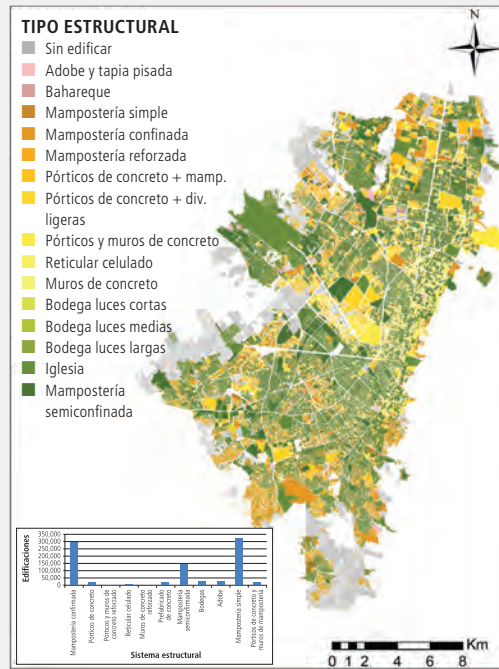 TIPO ESTRUCTURAL
Sin edificar
Adobe y tapia pisada
Bahareque
Mampostería simple
Mampostería confinada
Mampostería reforzada
Pórticos de concreto + mamp.
Pórticos de concreto + div.
ligeras
Pórticos y muros de concreto
Reticular celulado
Muros de concreto
Bodega luces cortas
Bodega luces medias
Bodega luces largas
Iglesia
Mampostería
semiconfinada
N
Edificaciones
350,000
300,000
250,000
200,000
150,000
100,000
50,000
0
Mampostería confinada
Pórticos de concreto
Pórticos y muros de
concreto reforzado
Reticular celulado
Muros de concreto
reforzado
Prefabricado
de concreto
Mampostería
semiconfinada
Bodegas
Adobe
Mampostería simple
Pórticos de concreto y
muros de mampostería
Sistema estructural
Km
0 1 2 4 6 8